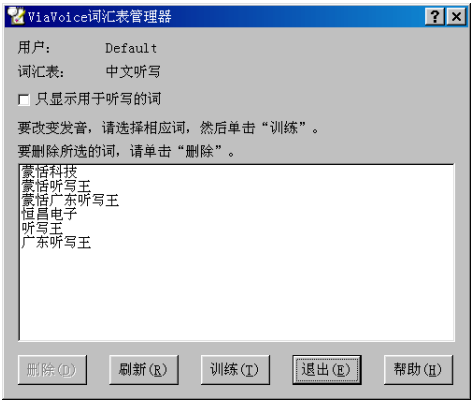 ViaVoice词汇表管理器
用户： Default
词汇表： 中文听写
只显示用于听写的词
要改变发音，请选择相应词，然后单击“训练”。
要删除所选的词，请单击“删除”。
蒙恬科技
蒙恬听写王
蒙恬广东听写王
恒昌电子
听写王
广东听写王
删除(D) 刷新(R) 训练(T) 退出(E) 帮助(H)